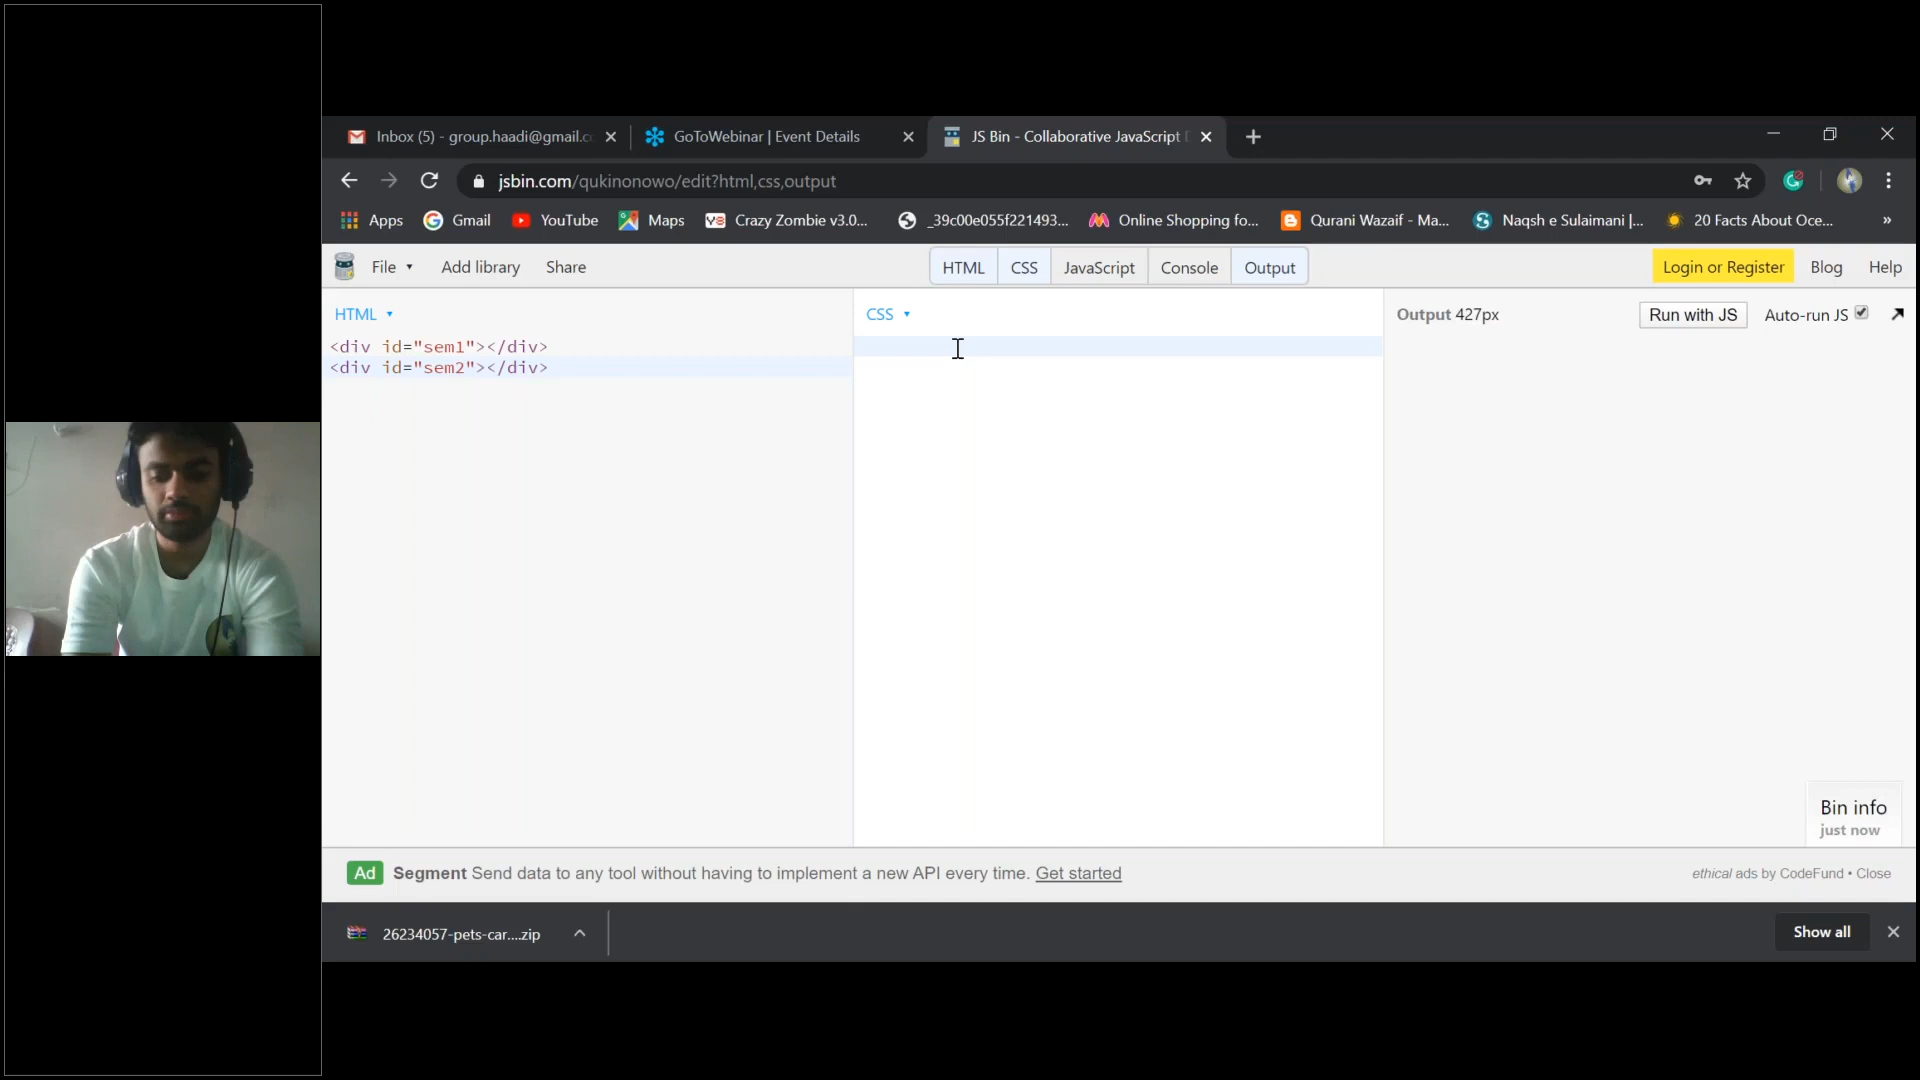 Inbox (5) - group.haadi@gmail.c
GoToWebinar | Event Details
JS Bin - Collaborative JavaScript
jsbin.com/qukinonowo/edit?html,css,output
Apps
Gmail
YouTube
Maps
Crazy Zombie v3.0...
_39c00e055f221493...
Online Shopping fo...
Qurani Wazaif - Ma...
Naqsh e Sulaimani |...
20 Facts About Oce...
»
File
Add library
Share
HTML
CSS
JavaScript
Console
Output
Login or Register
Blog
Help
HTML
CSS
Output 427px
Run with JS
Auto-run JS
<div id="sem1"></div>
<div id="sem2"></div>
Bin info
just now
Ad
Segment Send data to any tool without having to implement a new API every time. Get started
ethical ads by CodeFund • Close
26234057-pets-car....zip
Show all